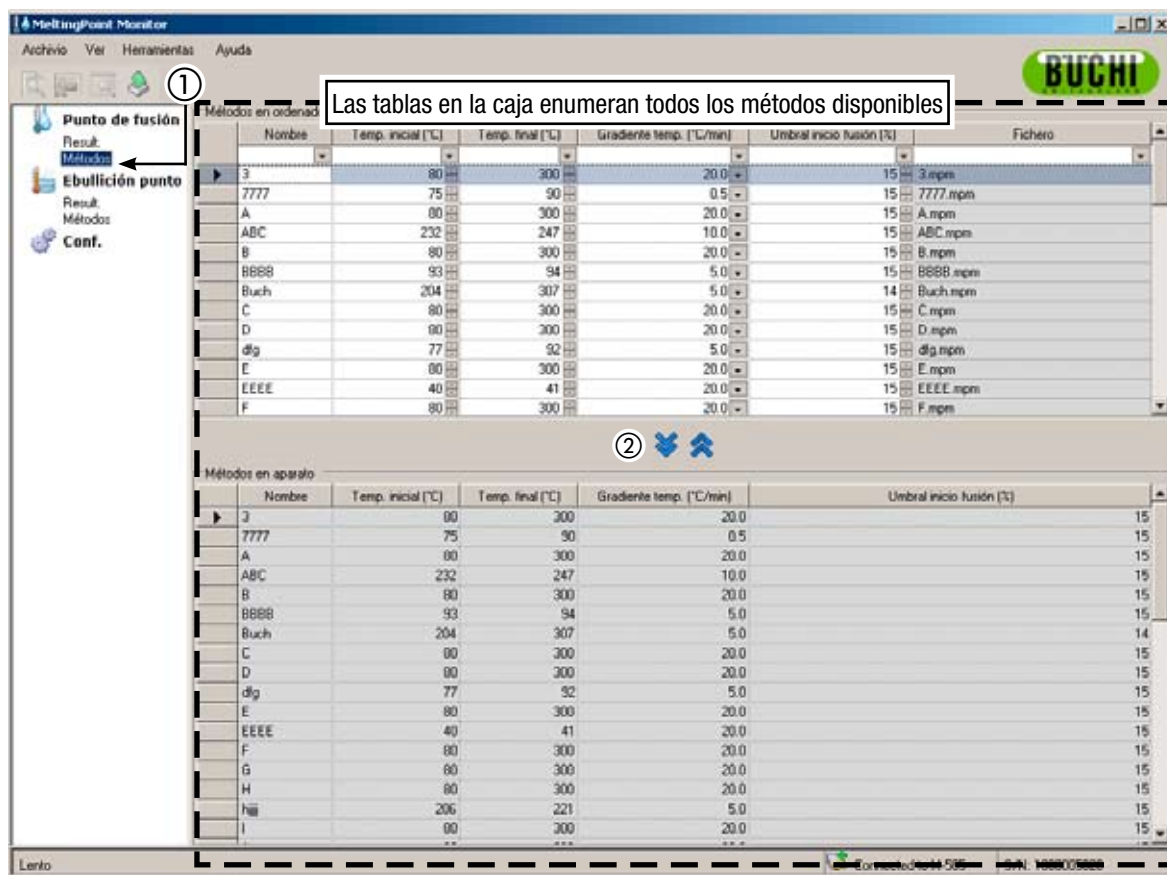 MeltingPoint Monitor
Archivo Ver Herramientas Ayuda
BÜCHI
①
Las tablas en la caja enumeran todos los métodos disponibles
Punto de fusión
Result.
Métodos
Ebullición punto
Result.
Métodos
Conf.
Métodos en ordenad
Nombre Temp. inicial (°C) Temp. final (°C) Gradiente temp. (°C/min) Umbral inicio fusión (%) Fichero
3 80 300 20.0 15 3.mpm
7777 75 90 0.5 15 7777.mpm
A 80 300 20.0 15 A.mpm
ABC 232 247 10.0 15 ABC.mpm
B 80 300 20.0 15 B.mpm
BBBB 93 94 5.0 15 BBBB.mpm
Buch 204 307 5.0 14 Buch.mpm
C 80 300 20.0 15 C.mpm
D 80 300 20.0 15 D.mpm
dfg 77 92 5.0 15 dfg.mpm
E 80 300 20.0 15 E.mpm
EEEE 40 41 20.0 15 EEEE.mpm
F 80 300 20.0 15 F.mpm
②
Métodos en aparato
Nombre Temp. inicial (°C) Temp. final (°C) Gradiente temp. (°C/min) Umbral inicio fusión (%)
3 80 300 20.0 15
7777 75 90 0.5 15
A 80 300 20.0 15
ABC 232 247 10.0 15
B 80 300 20.0 15
BBBB 93 94 5.0 15
Buch 204 307 5.0 14
C 80 300 20.0 15
D 80 300 20.0 15
dfg 77 92 5.0 15
E 80 300 20.0 15
EEEE 40 41 20.0 15
F 80 300 20.0 15
G 80 300 20.0 15
H 80 300 20.0 15
206 221 5.0 15
I 80 300 20.0 15
Lento Connected to M-565 S/N: